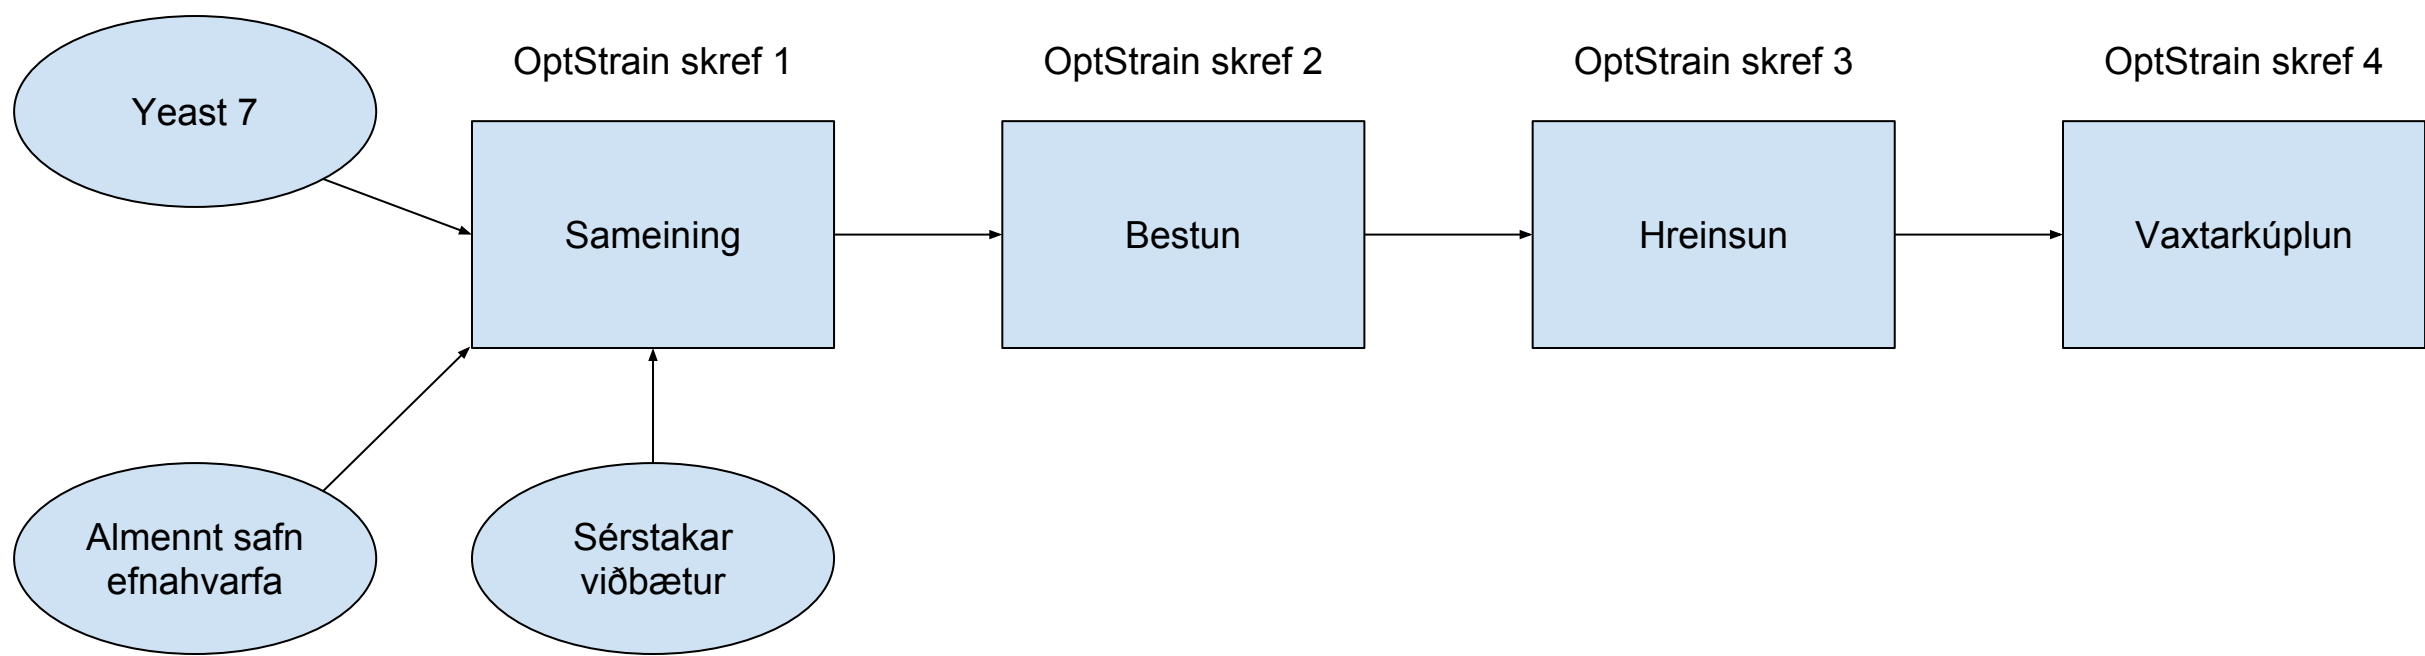 OptStrain skref 1
OptStrain skref 2
OptStrain skref 3
OptStrain skref 4
Yeast 7
Sameining
Bestun
Hreinsun
Vaxtarkúplun
Almennt safn
efnahvarfa
Sérstakar
viðbætur